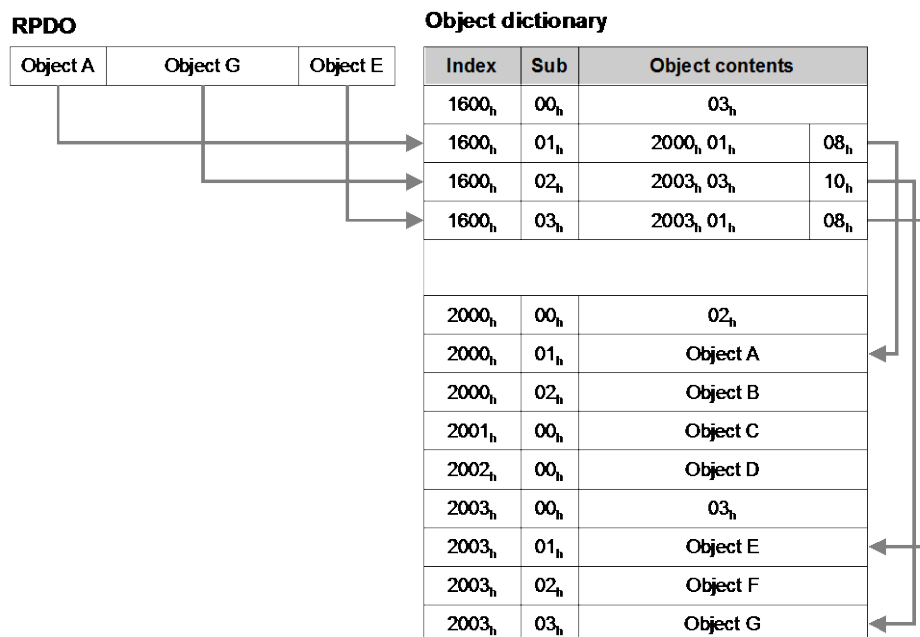 RPDO
Object A Object G Object E
Object dictionary
Index Sub Object contents
1600h 00h 03h
1600h 01h 2000h 01h 08h
1600h 02h 2003h 03h 10h
1600h 03h 2003h 01h 08h
2000h 00h 02h
2000h 01h Object A
2000h 02h Object B
2001h 00h Object C
2002h 00h Object D
2003h 00h 03h
2003h 01h Object E
2003h 02h Object F
2003h 03h Object G